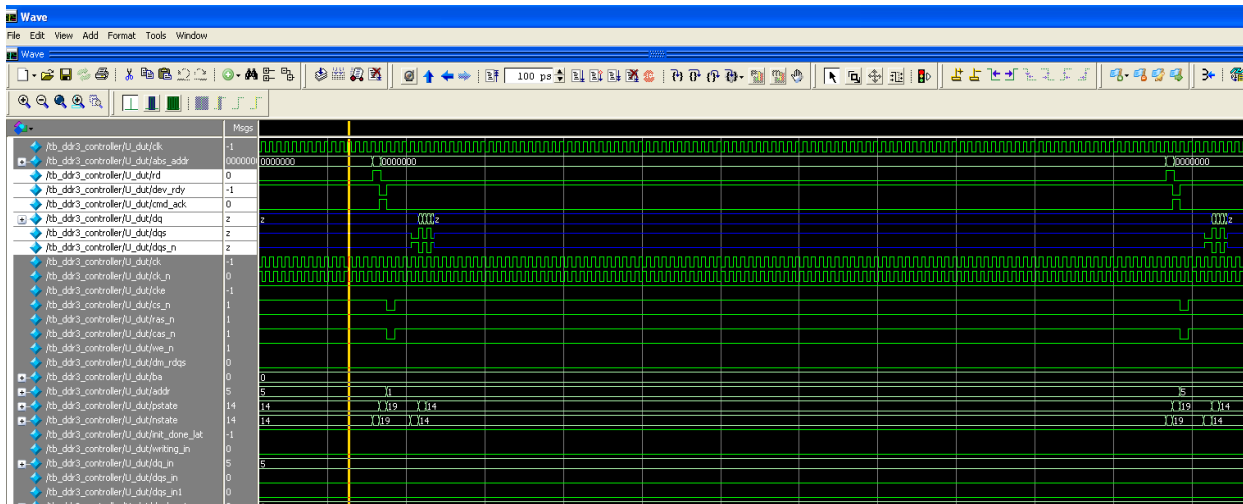 Wave
File Edit View Add Format Tools Window
Wave
100 ps
Msgs
/tb_ddr3_controller/U_dut/clk -1
/tb_ddr3_controller/U_dut/abs_addr 0000000 0000000 0000000 0000000
/tb_ddr3_controller/U_dut/rd 0
/tb_ddr3_controller/U_dut/dev_rdy -1
/tb_ddr3_controller/U_dut/cmd_ack 0
/tb_ddr3_controller/U_dut/dq z z z z
/tb_ddr3_controller/U_dut/dqs z
/tb_ddr3_controller/U_dut/dqs_n z
/tb_ddr3_controller/U_dut/ck -1
/tb_ddr3_controller/U_dut/ck_n 0
/tb_ddr3_controller/U_dut/cke -1
/tb_ddr3_controller/U_dut/cs_n 1
/tb_ddr3_controller/U_dut/ras_n 1
/tb_ddr3_controller/U_dut/cas_n 1
/tb_ddr3_controller/U_dut/we_n 1
/tb_ddr3_controller/U_dut/dm_rdqs 0
/tb_ddr3_controller/U_dut/ba 0 0
/tb_ddr3_controller/U_dut/addr 5 5 1 5
/tb_ddr3_controller/U_dut/pstate 14 14 19 14 19 14
/tb_ddr3_controller/U_dut/nstate 14 14 19 14 19 14
/tb_ddr3_controller/U_dut/init_done_lat -1
/tb_ddr3_controller/U_dut/writing_in 0
/tb_ddr3_controller/U_dut/dq_in 5 5
/tb_ddr3_controller/U_dut/dqs_in 0
/tb_ddr3_controller/U_dut/dqs_in1 0